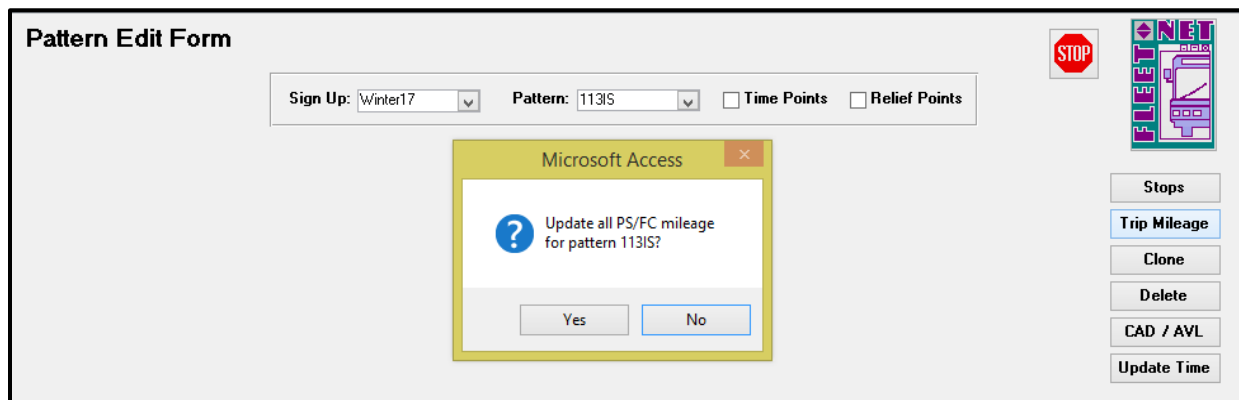 Pattern Edit Form
STOP
FLEET NET
Sign Up: Winter17 Pattern: 113IS Time Points Relief Points
Microsoft Access
Update all PS/FC mileage
for pattern 113IS?
Yes No
Stops
Trip Mileage
Clone
Delete
CAD / AVL
Update Time